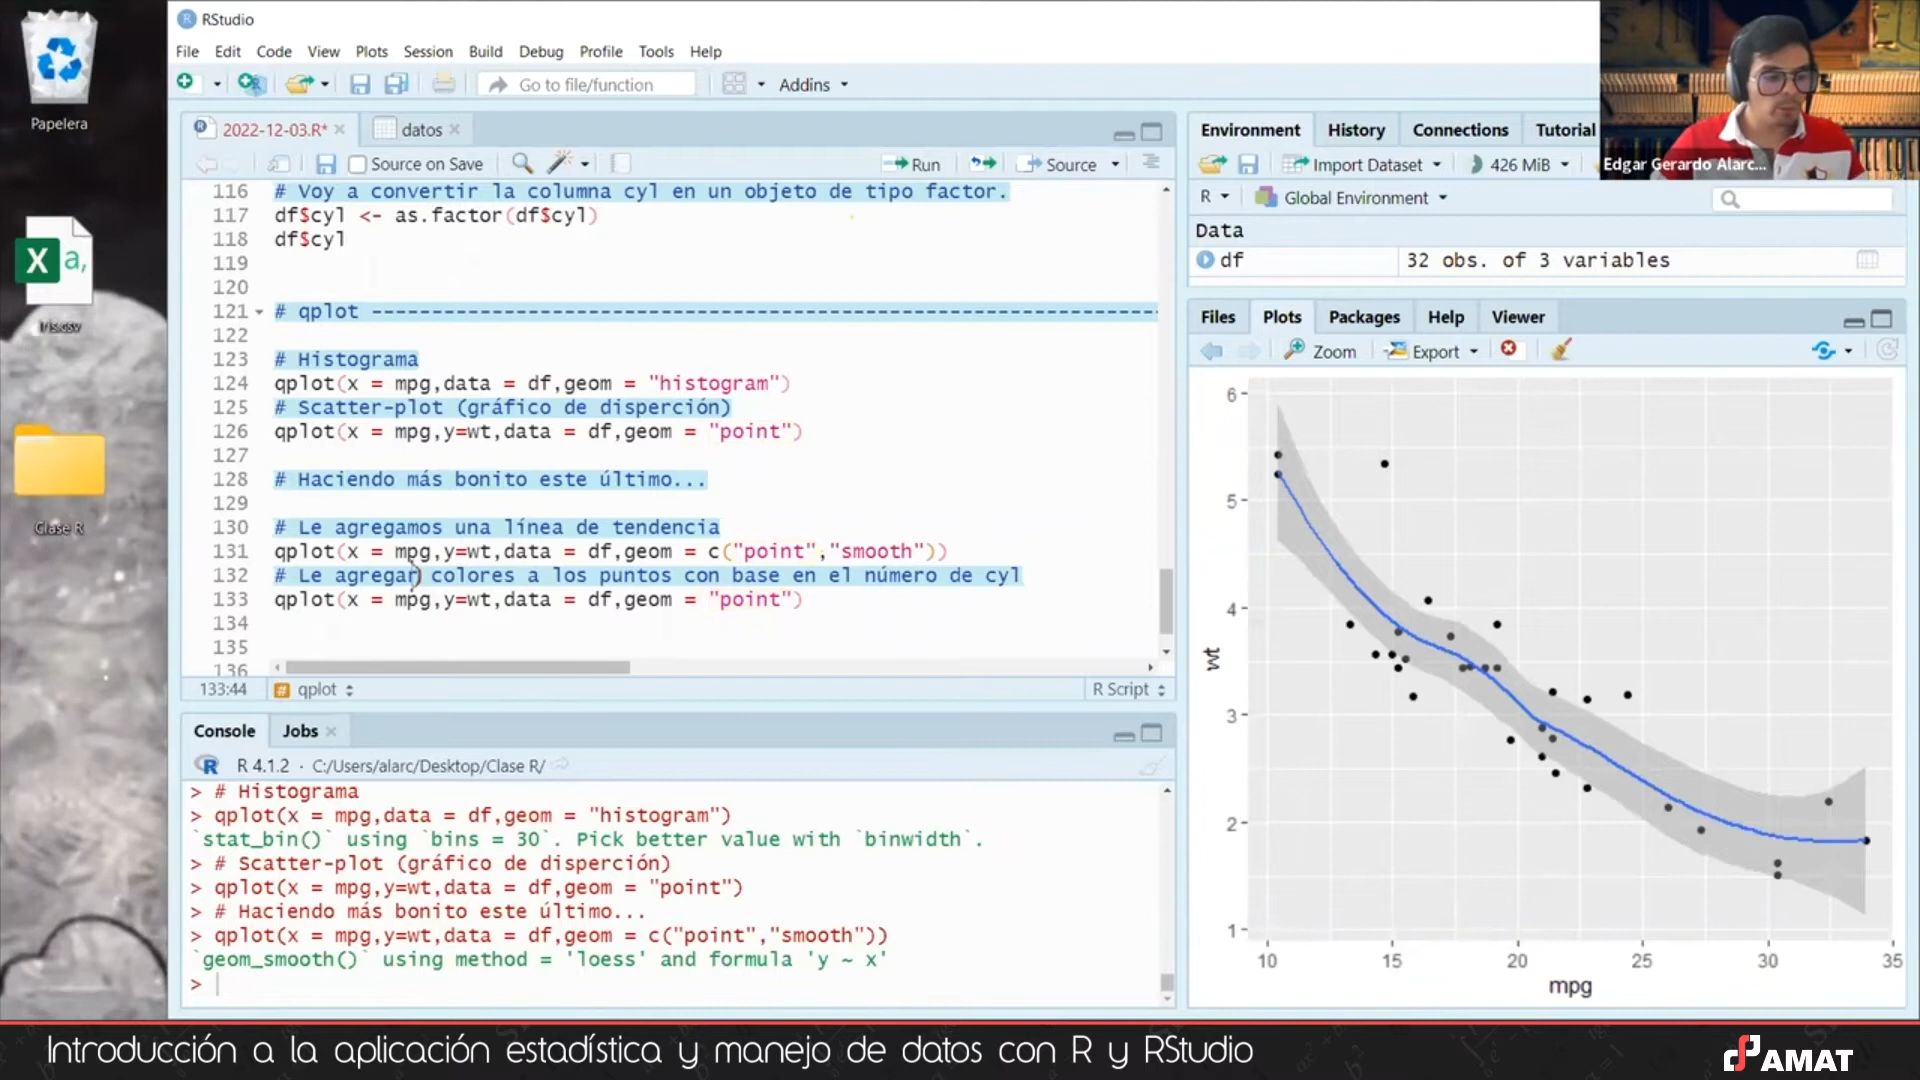 Papelera
Iris.csv
Clase R
RStudio
File Edit Code View Plots Session Build Debug Profile Tools Help
Go to file/function
Addins
2022-12-03.R*
datos
Source on Save
Run
Source
116 # Voy a convertir la columna cyl en un objeto de tipo factor.
117 df$cyl <- as.factor(df$cyl)
118 df$cyl
119
120
121 # qplot ------------------------------------------------------------------
122
123 # Histograma
124 qplot(x = mpg,data = df,geom = "histogram")
125 # Scatter-plot (gráfico de disperción)
126 qplot(x = mpg,y=wt,data = df,geom = "point")
127
128 # Haciendo más bonito este último...
129
130 # Le agregamos una línea de tendencia
131 qplot(x = mpg,y=wt,data = df,geom = c("point","smooth"))
132 # Le agregar colores a los puntos con base en el número de cyl
133 qplot(x = mpg,y=wt,data = df,geom = "point")
134
135
136
133:44
qplot
R Script
Console
Jobs
R 4.1.2 · C:/Users/alarc/Desktop/Clase R/
> # Histograma
> qplot(x = mpg,data = df,geom = "histogram")
`stat_bin()` using `bins = 30`. Pick better value with `binwidth`.
> # Scatter-plot (gráfico de disperción)
> qplot(x = mpg,y=wt,data = df,geom = "point")
> # Haciendo más bonito este último...
> qplot(x = mpg,y=wt,data = df,geom = c("point","smooth"))
`geom_smooth()` using method = 'loess' and formula 'y ~ x'
>
Environment History Connections Tutorial
Import Dataset
426 MiB
R
Global Environment
Data
df 32 obs. of 3 variables
Files Plots Packages Help Viewer
Zoom
Export
6
5
4
3
2
1
wt
10 15 20 25 30 35
mpg
Edgar Gerardo Alarc...
Introducción a la aplicación estadística y manejo de datos con R y RStudio
AMAT